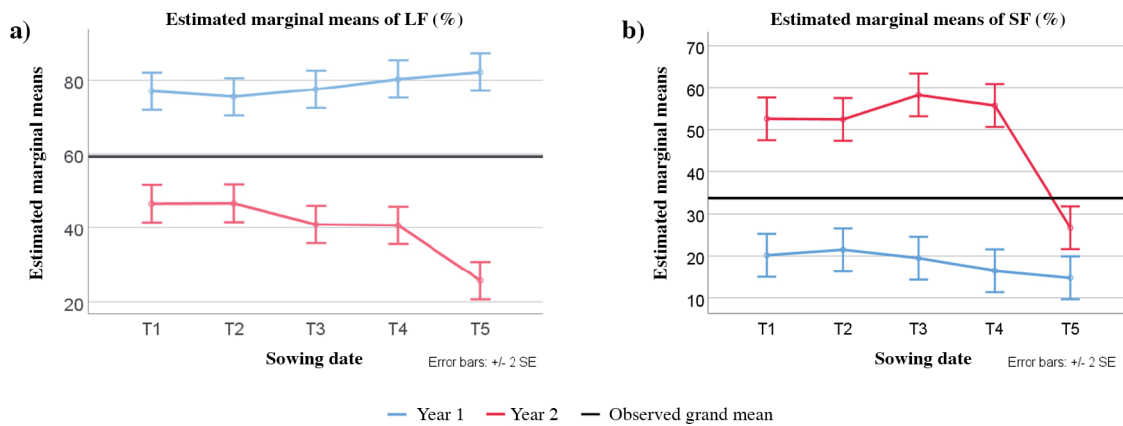 a)
Estimated marginal means of LF (%)
Estimated marginal means
80
60
40
20
T1 T2 T3 T4 T5
Sowing date
Error bars: +/- 2 SE
b)
Estimated marginal means of SF (%)
Estimated marginal means
70
60
50
40
30
20
10
T1 T2 T3 T4 T5
Sowing date
Error bars: +/- 2 SE
Year 1 Year 2 Observed grand mean